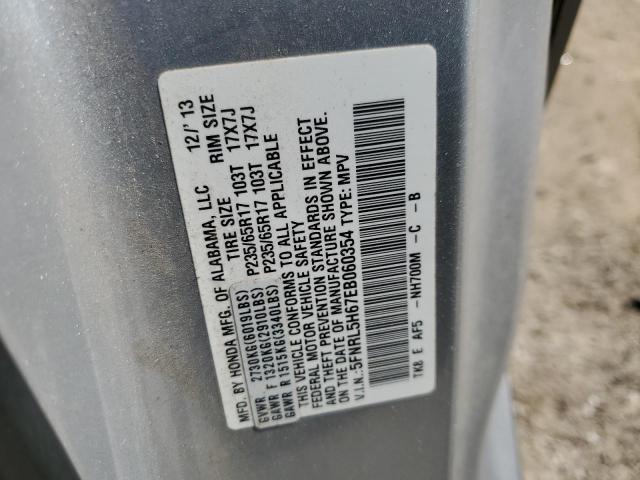 MFD. BY HONDA MFG. OF ALABAMA, LLC 12/'13
TIRE SIZE RIM SIZE
GVWR 2730KG(6019LBS)
GAWR F 1320KG(2910LBS) P235/65R17 103T 17X7J
GAWR R 1515KG(3340LBS) P235/65R17 103T 17X7J
THIS VEHICLE CONFORMS TO ALL APPLICABLE
FEDERAL MOTOR VEHICLE SAFETY
AND THEFT PREVENTION STANDARDS IN EFFECT
ON THE DATE OF MANUFACTURE SHOWN ABOVE.
V.I.N.:5FNRL5H67EB060354 TYPE: MPV
TK8 E AF5 -NH700M -C -B